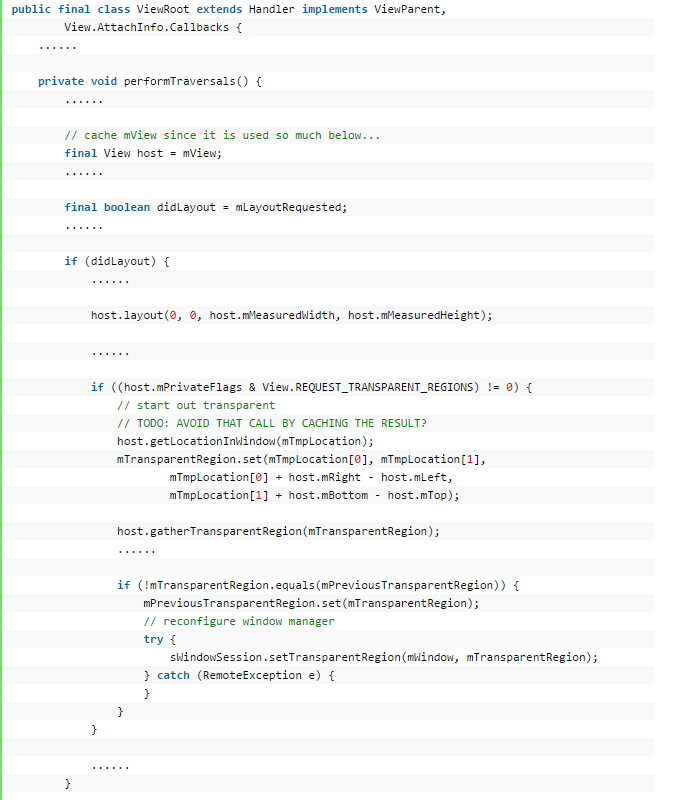 public final class ViewRoot extends Handler implements ViewParent,
        View.AttachInfo.Callbacks {
    ......

    private void performTraversals() {
        ......

        // cache mView since it is used so much below...
        final View host = mView;
        ......

        final boolean didLayout = mLayoutRequested;
        ......

        if (didLayout) {
            ......

            host.layout(0, 0, host.mMeasuredWidth, host.mMeasuredHeight);

            ......

            if ((host.mPrivateFlags & View.REQUEST_TRANSPARENT_REGIONS) != 0) {
                // start out transparent
                // TODO: AVOID THAT CALL BY CACHING THE RESULT?
                host.getLocationInWindow(mTmpLocation);
                mTransparentRegion.set(mTmpLocation[0], mTmpLocation[1],
                        mTmpLocation[0] + host.mRight - host.mLeft,
                        mTmpLocation[1] + host.mBottom - host.mTop);

                host.gatherTransparentRegion(mTransparentRegion);
                ......

                if (!mTransparentRegion.equals(mPreviousTransparentRegion)) {
                    mPreviousTransparentRegion.set(mTransparentRegion);
                    // reconfigure window manager
                    try {
                        sWindowSession.setTransparentRegion(mWindow, mTransparentRegion);
                    } catch (RemoteException e) {
                    }
                }
            }

            ......
        }